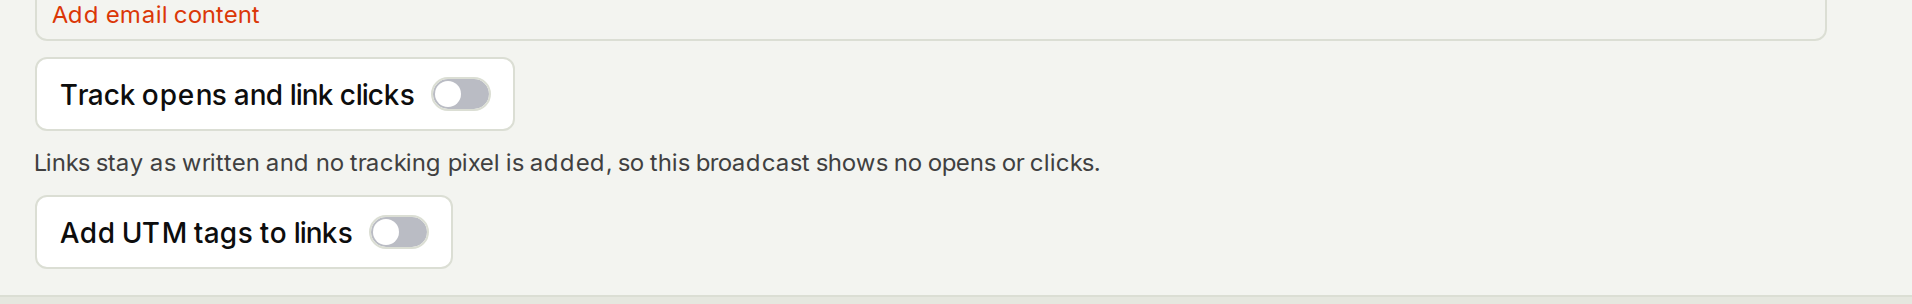 Add email content
Track opens and link clicks
Links stay as written and no tracking pixel is added, so this broadcast shows no opens or clicks.
Add UTM tags to links